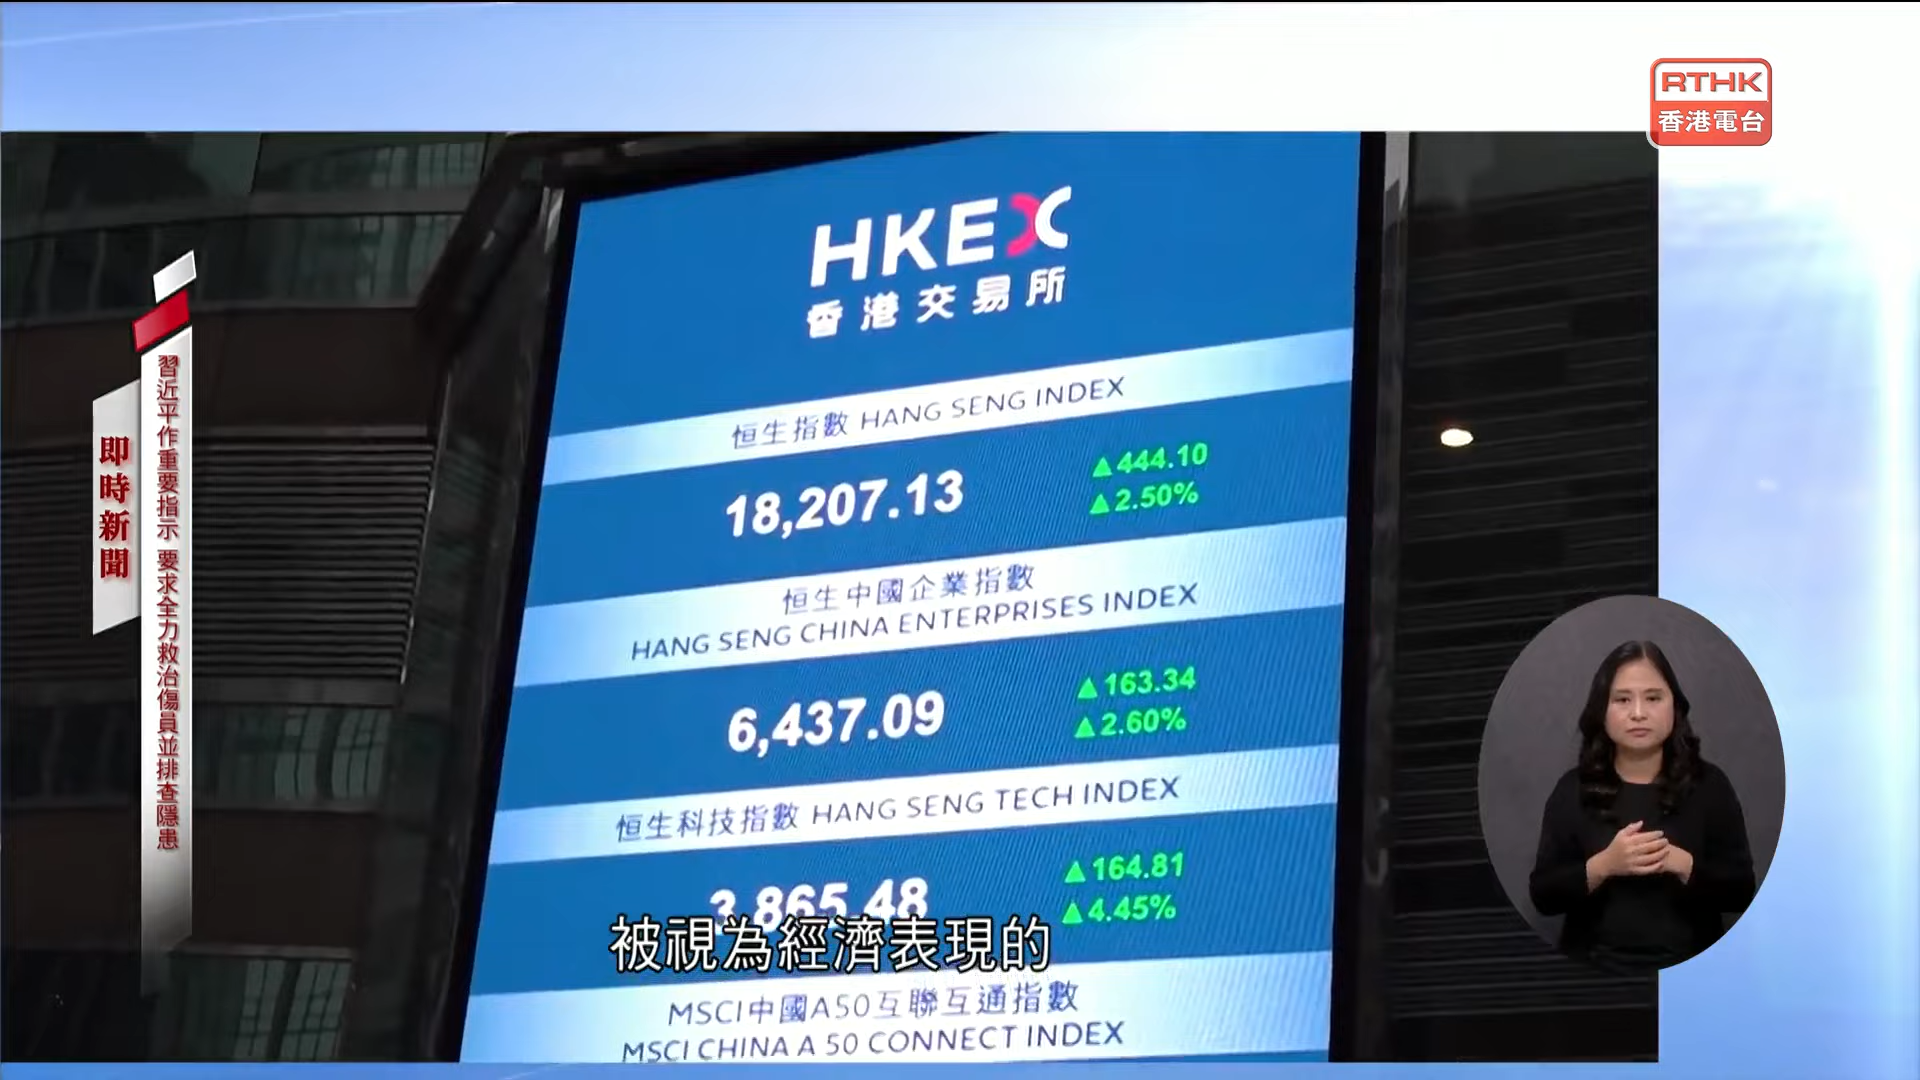 RTHK
香港電台
HKEX
香港交易所
恒生指數 HANG SENG INDEX
18,207.13
▲444.10
▲2.50%
恒生中國企業指數
HANG SENG CHINA ENTERPRISES INDEX
6,437.09
▲163.34
▲2.60%
恒生科技指數 HANG SENG TECH INDEX
3,865.48
▲164.81
▲4.45%
MSCI中國A50互聯互通指數
MSCI CHINA A 50 CONNECT INDEX
即時新聞
習近平作重要指示 要求全力救治傷員並排查隱患
被視為經濟表現的